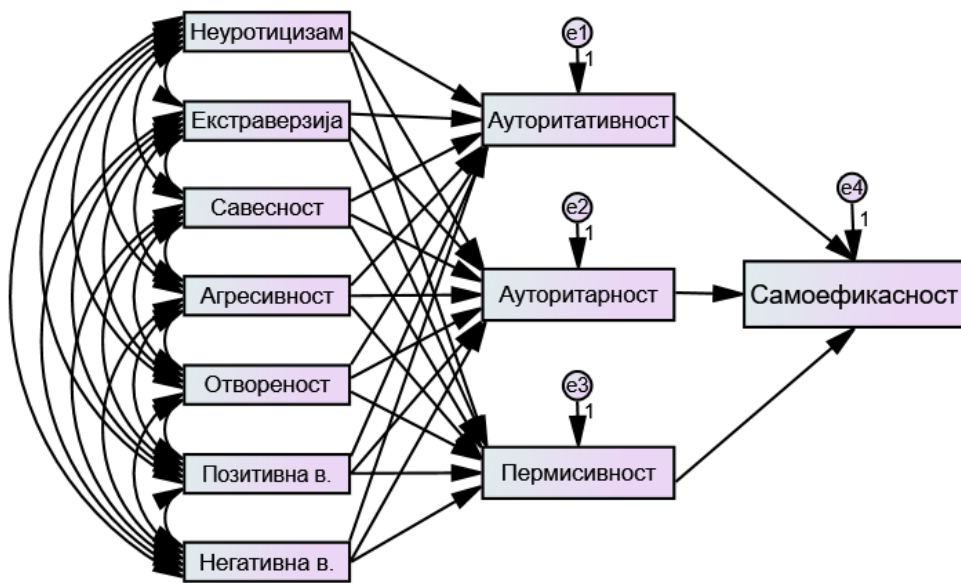 Неуротицизам
Екстраверзија
Савесност
Агресивност
Отвореност
Позитивна в.
Негативна в.
e1
1
Ауторитативност
e2
1
Ауторитарност
e3
1
Пермисивност
e4
1
Самоефикасност